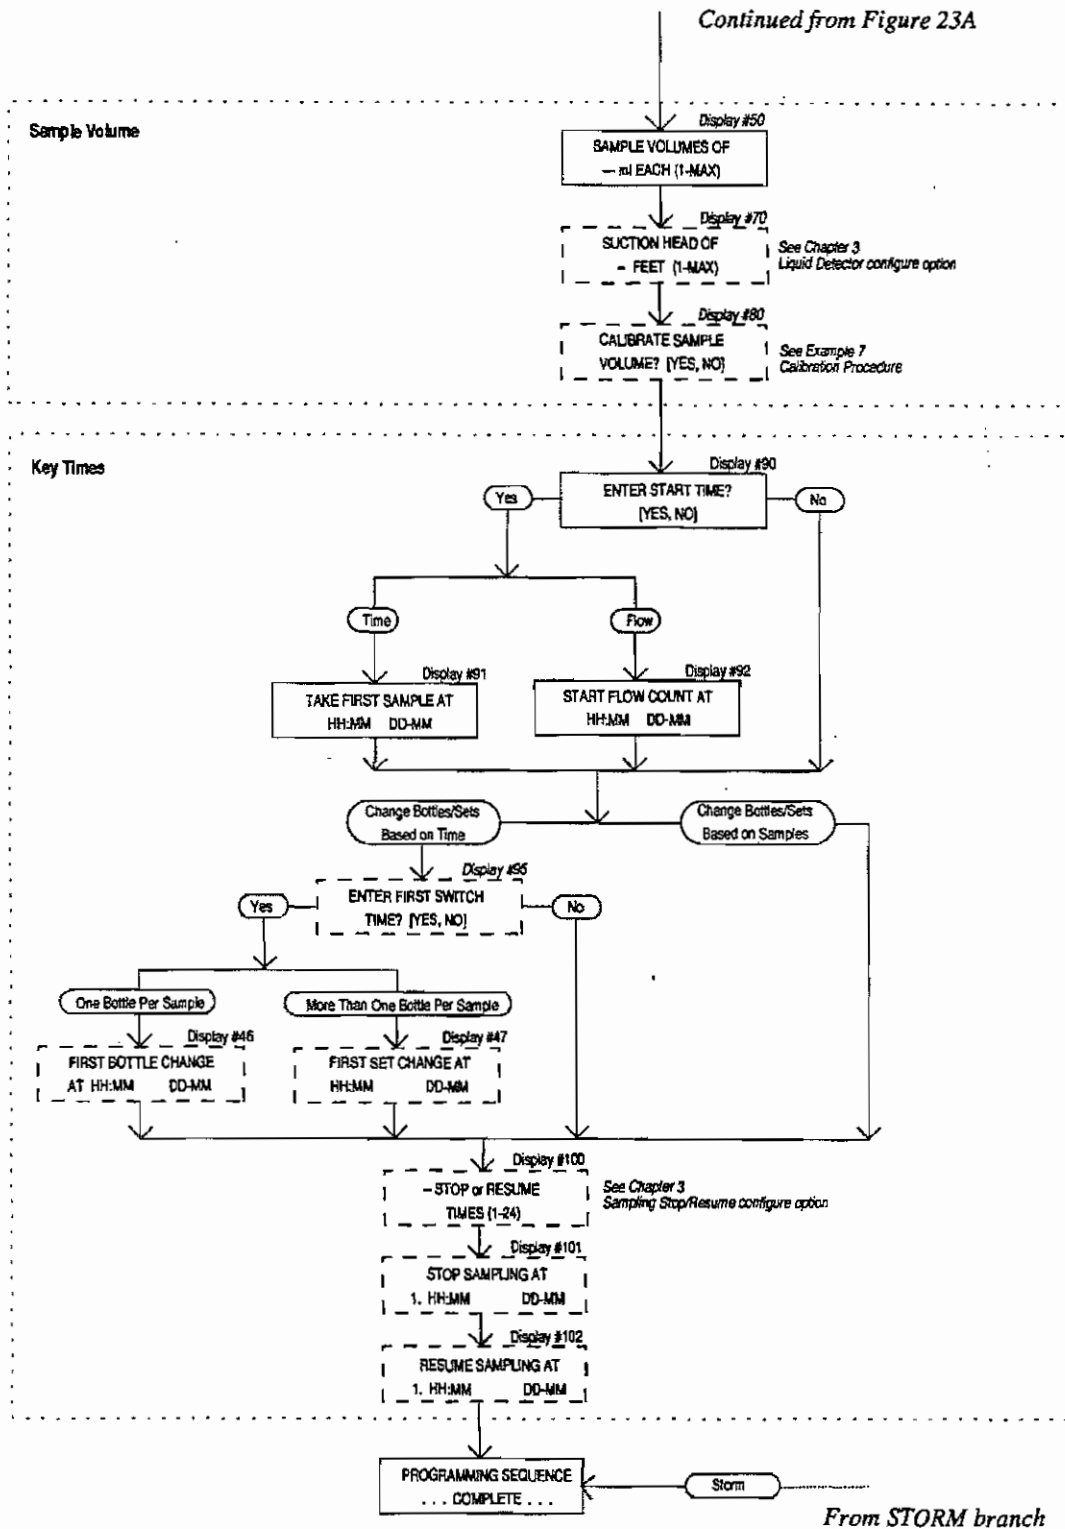 Continued from Figure 23A
Sample Volume
Display #50
SAMPLE VOLUMES OF
— ml EACH (1-MAX)
Display #70
SUCTION HEAD OF
– FEET (1-MAX)
See Chapter 3
Liquid Detector configure option
Display #80
CALIBRATE SAMPLE
VOLUME? [YES, NO]
See Example 7
Calibration Procedure
Key Times
Display #90
ENTER START TIME?
[YES, NO]
Yes
No
Time
Flow
Display #91
TAKE FIRST SAMPLE AT
HH:MM DD-MM
Display #92
START FLOW COUNT AT
HH:MM DD-MM
Change Bottles/Sets
Based on Time
Change Bottles/Sets
Based on Samples
Display #95
ENTER FIRST SWITCH
TIME? [YES, NO]
Yes
No
One Bottle Per Sample
More Than One Bottle Per Sample
Display #46
FIRST BOTTLE CHANGE
AT HH:MM DD-MM
Display #47
FIRST SET CHANGE AT
HH:MM DD-MM
Display #100
– STOP or RESUME
TIMES (1-24)
See Chapter 3
Sampling Stop/Resume configure option
Display #101
STOP SAMPLING AT
1. HH:MM DD-MM
Display #102
RESUME SAMPLING AT
1. HH:MM DD-MM
PROGRAMMING SEQUENCE
. . . COMPLETE . . .
Storm
From STORM branch